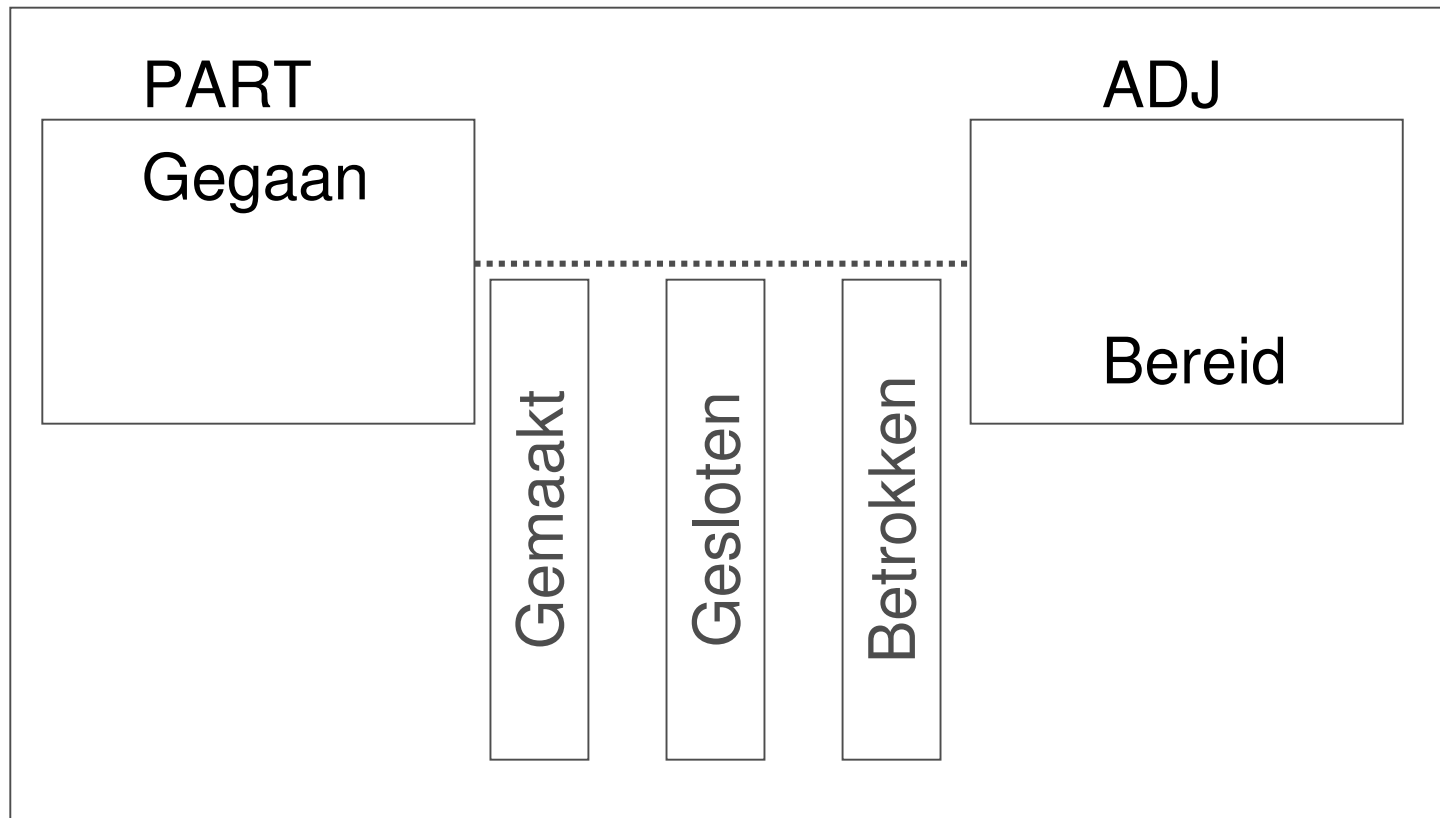 PART
ADJ
Gegaan
Bereid
Gemaakt
Gesloten
Betrokken